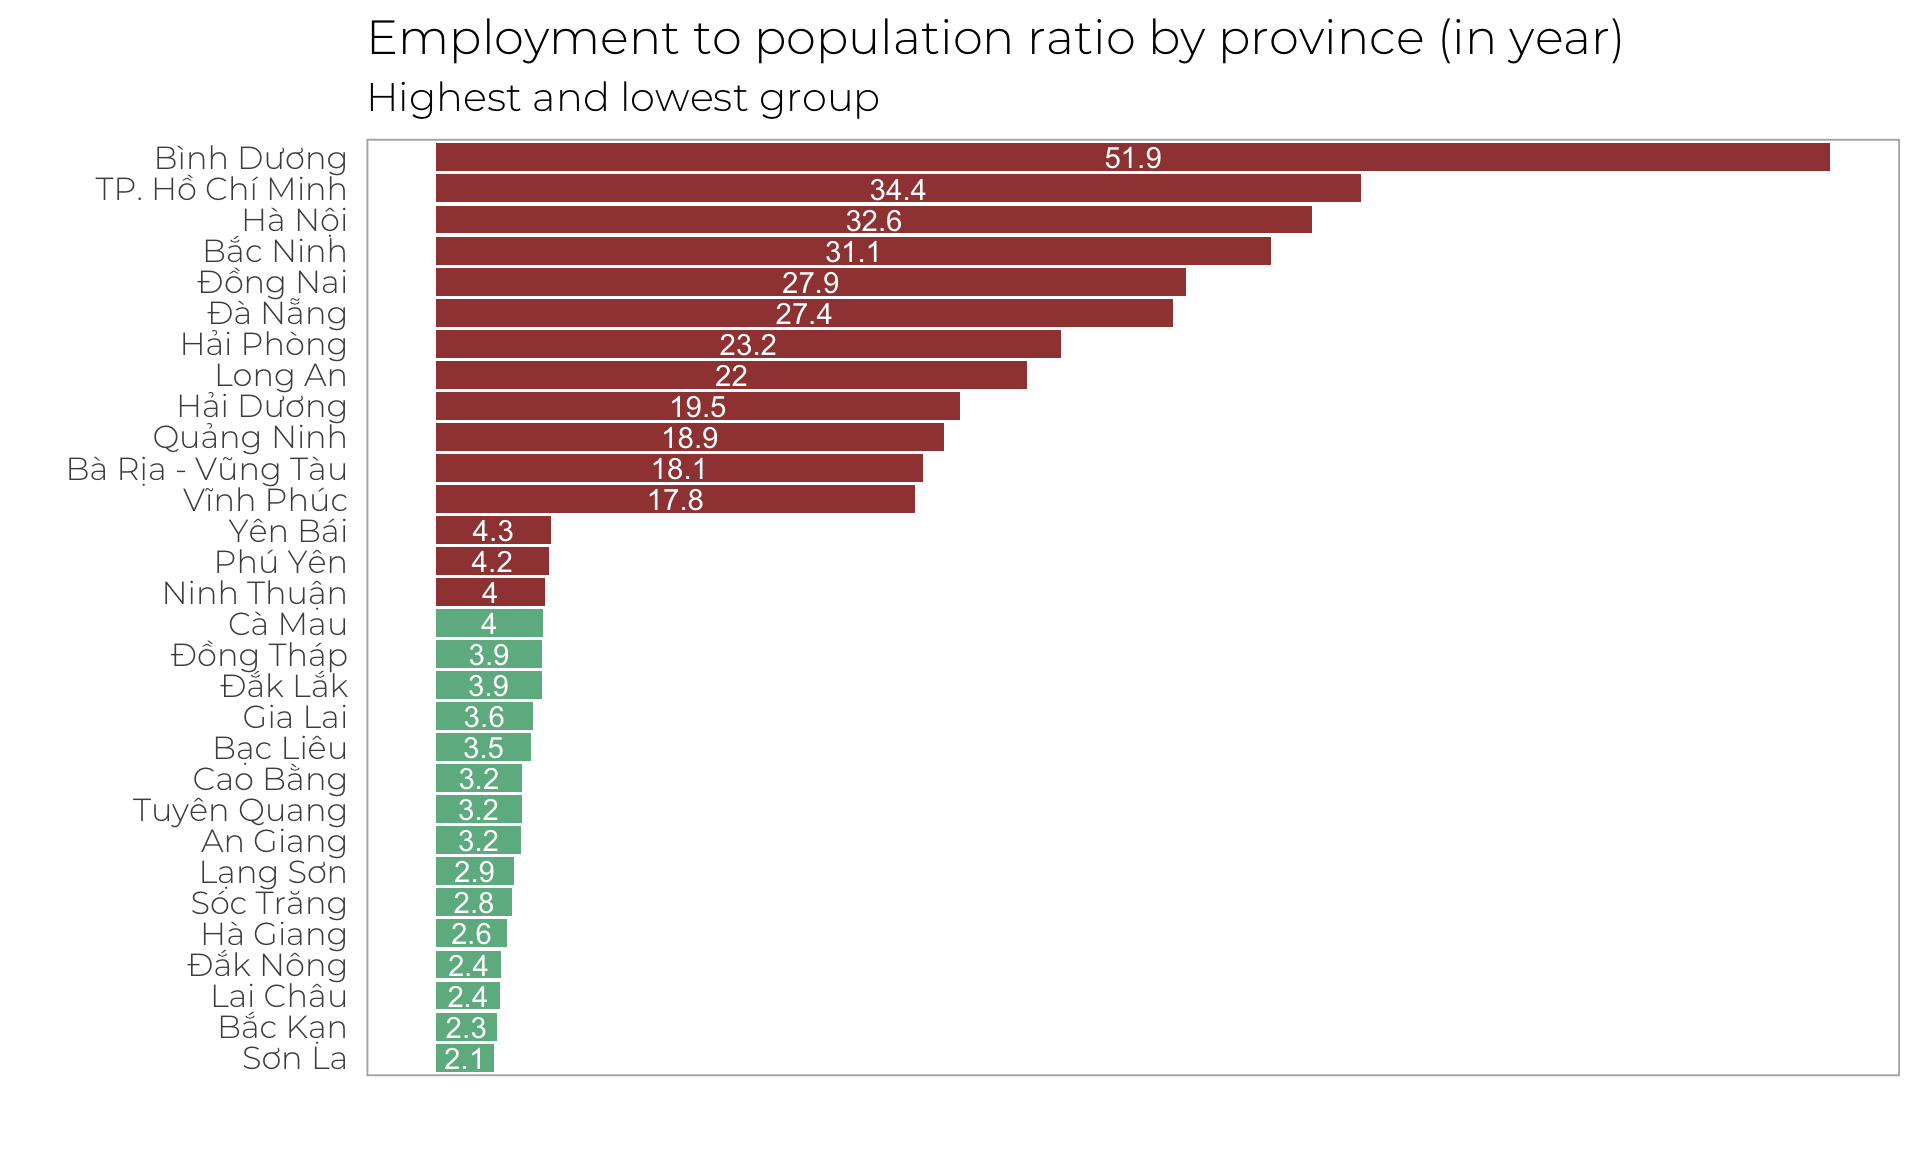 Employment to population ratio by province (in year)
Highest and lowest group
Bình Dương 51.9
TP. Hồ Chí Minh 34.4
Hà Nội 32.6
Bắc Ninh 31.1
Đồng Nai 27.9
Đà Nẵng 27.4
Hải Phòng 23.2
Long An 22
Hải Dương 19.5
Quảng Ninh 18.9
Bà Rịa - Vũng Tàu 18.1
Vĩnh Phúc 17.8
Yên Bái 4.3
Phú Yên 4.2
Ninh Thuận 4
Cà Mau 4
Đồng Tháp 3.9
Đắk Lắk 3.9
Gia Lai 3.6
Bạc Liêu 3.5
Cao Bằng 3.2
Tuyên Quang 3.2
An Giang 3.2
Lạng Sơn 2.9
Sóc Trăng 2.8
Hà Giang 2.6
Đắk Nông 2.4
Lai Châu 2.4
Bắc Kạn 2.3
Sơn La 2.1